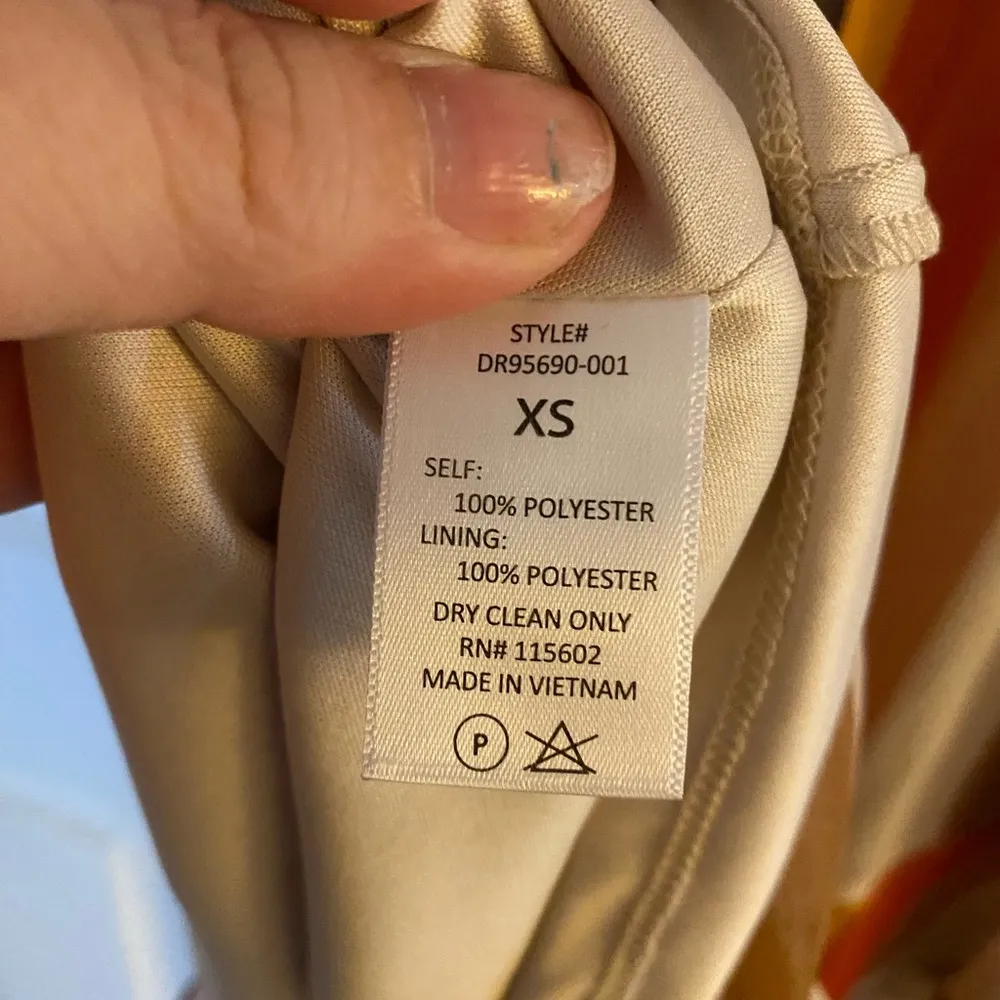 STYLE#
DR95690-001
XS
SELF:
100% POLYESTER
LINING:
100% POLYESTER
DRY CLEAN ONLY
RN# 115602
MADE IN VIETNAM
P